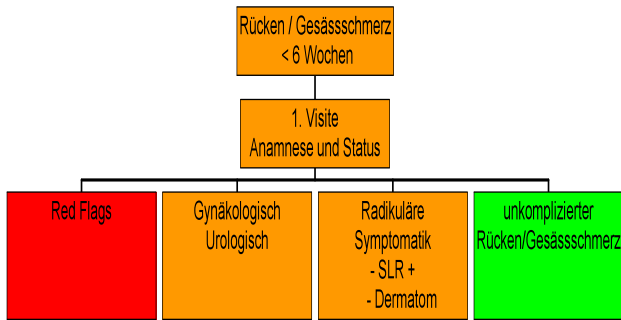 Rücken / Gesässschmerz
< 6 Wochen
1. Visite
Anamnese und Status
Red Flags
Gynäkologisch
Urologisch
Radikuläre
Symptomatik
- SLR +
- Dermatom
unkomplizierter
Rücken/Gesässschmerz